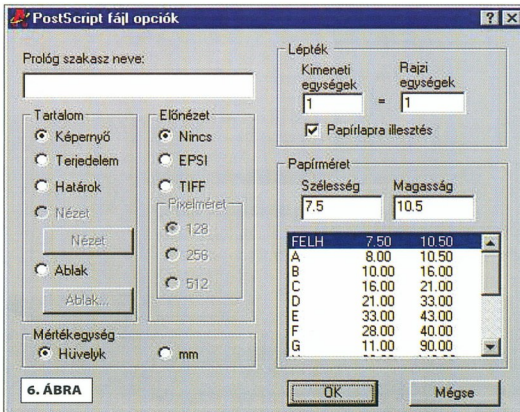 PostScript fájl opciók
Prológ szakasz neve:
Tartalom
Képernyő
Terjedelem
Határok
Nézet
Nézet
Ablak
Ablak...
Előnézet
Nincs
EPSI
TIFF
Pixelméret
128
256
512
Mértékegység
Hüvelyk
mm
Lépték
Kimeneti egységek
Rajzi egységek
1 = 1
Papírlapra illesztés
Papírméret
Szélesség Magasság
7.5 10.5
FELH 7.50 10.50
A 8.00 10.50
B 10.00 16.00
C 16.00 21.00
D 21.00 33.00
E 33.00 43.00
F 28.00 40.00
G 11.00 90.00
OK Mégse
6. ÁBRA